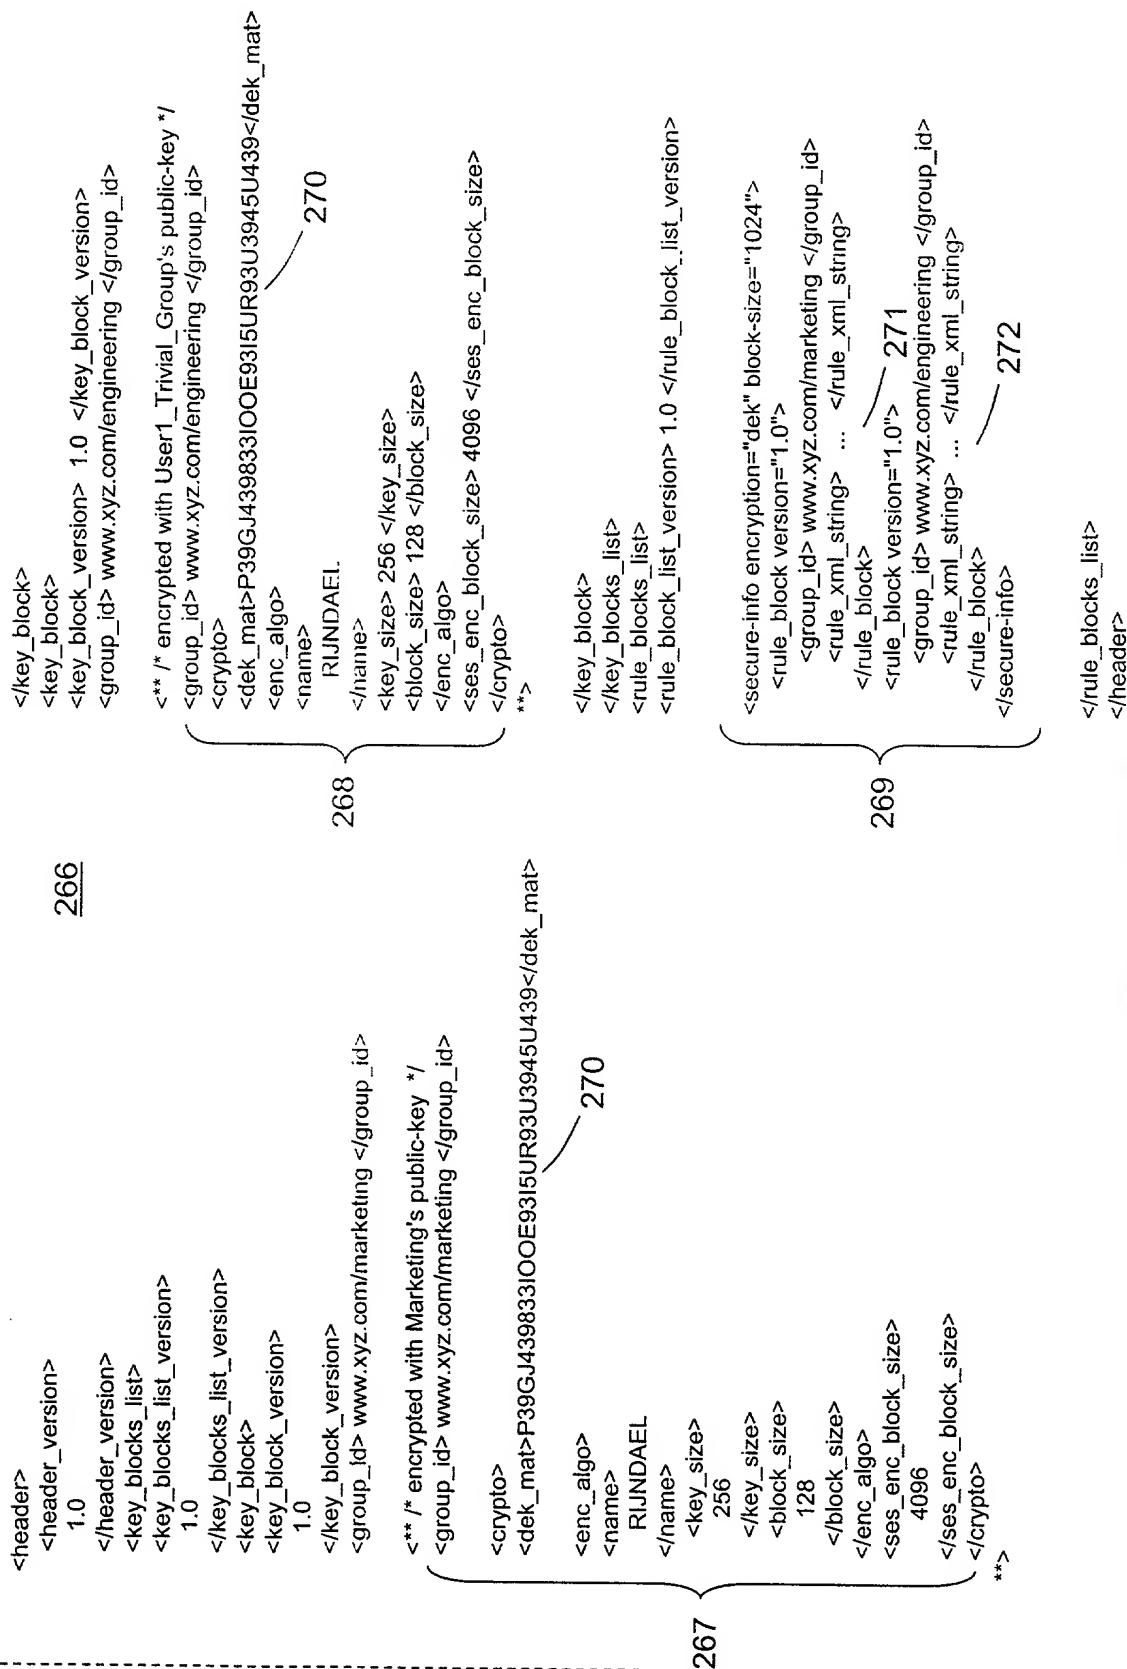 266
<header>
<header_version>
1.0
</header_version>
<key_blocks_list>
<key_blocks_list_version>
1.0
</key_blocks_list_version>
<key_block>
<key_block_version>
1.0
</key_block_version>
<group_id> www.xyz.com/marketing </group_id>
<** /* encrypted with Marketing's public-key */
<group_id> www.xyz.com/marketing </group_id>
<crypto>
<dek_mat>P39GJ439833IOOE93I5UR93U3945U439</dek_mat>
270
<enc_algo>
<name>
RIJNDAEL
</name>
<key_size>
256
</key_size>
<block_size>
128
</block_size>
</enc_algo>
<ses_enc_block_size>
4096
</ses_enc_block_size>
</crypto>
**>
267
</key_block>
<key_block>
<key_block_version> 1.0 </key_block_version>
<group_id> www.xyz.com/engineering </group_id>
<** /* encrypted with User1_Trivial_Group's public-key */
<group_id> www.xyz.com/engineering </group_id>
<crypto>
<dek_mat>P39GJ439833IOOE93I5UR93U3945U439</dek_mat>
270
<enc_algo>
<name>
RIJNDAEL
</name>
<key_size> 256 </key_size>
<block_size> 128 </block_size>
</enc_algo>
<ses_enc_block_size> 4096 </ses_enc_block_size>
</crypto>
**>
268
</key_block>
</key_blocks_list>
<rule_blocks_list>
<rule_block_list_version> 1.0 </rule_block_list_version>
<secure-info encryption="dek" block-size="1024">
<rule_block version="1.0">
<group_id> www.xyz.com/marketing </group_id>
<rule_xml_string> ... </rule_xml_string>
</rule_block>
271
<rule_block version="1.0">
<group_id> www.xyz.com/engineering </group_id>
<rule_xml_string> ... </rule_xml_string>
</rule_block>
272
</secure-info>
269
</rule_blocks_list>
</header>